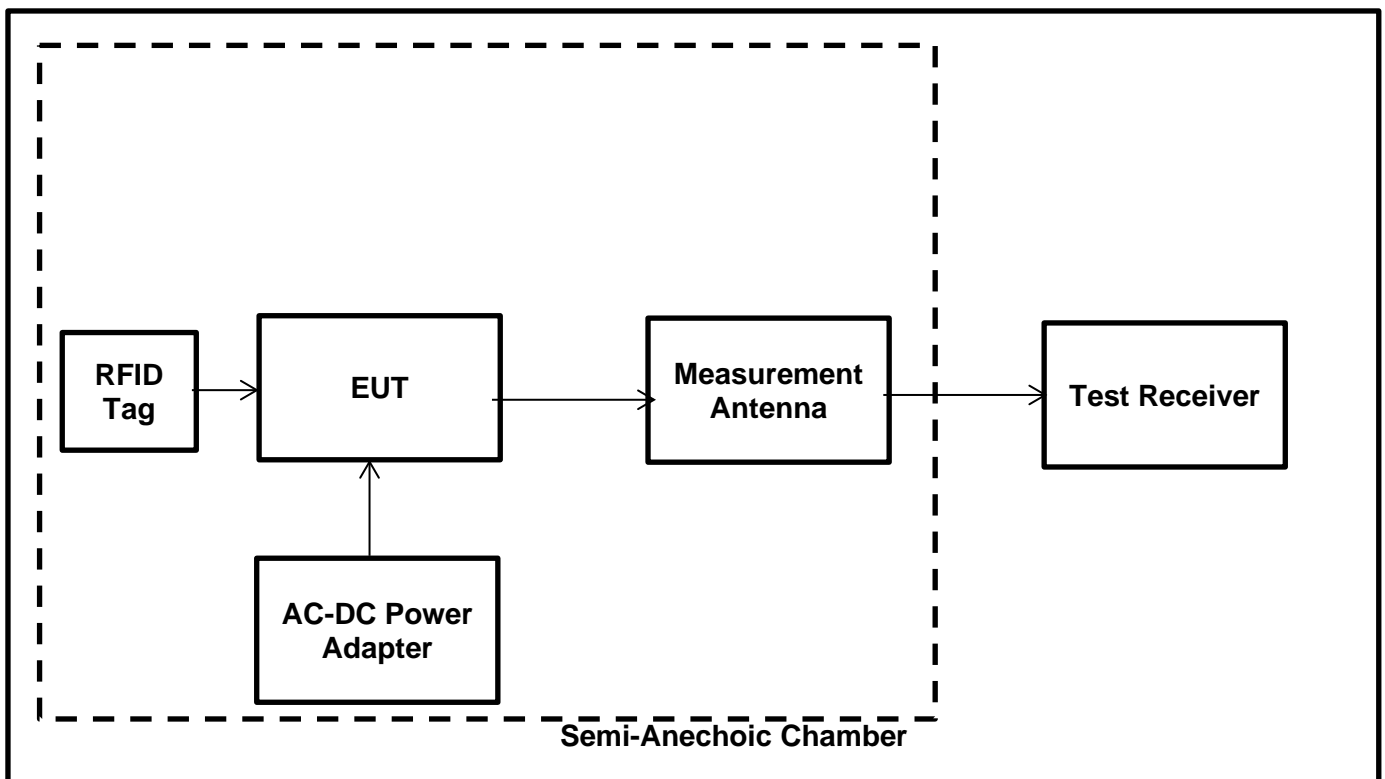 RFID
Tag
EUT
Measurement
Antenna
Test Receiver
AC-DC Power
Adapter
Semi-Anechoic Chamber